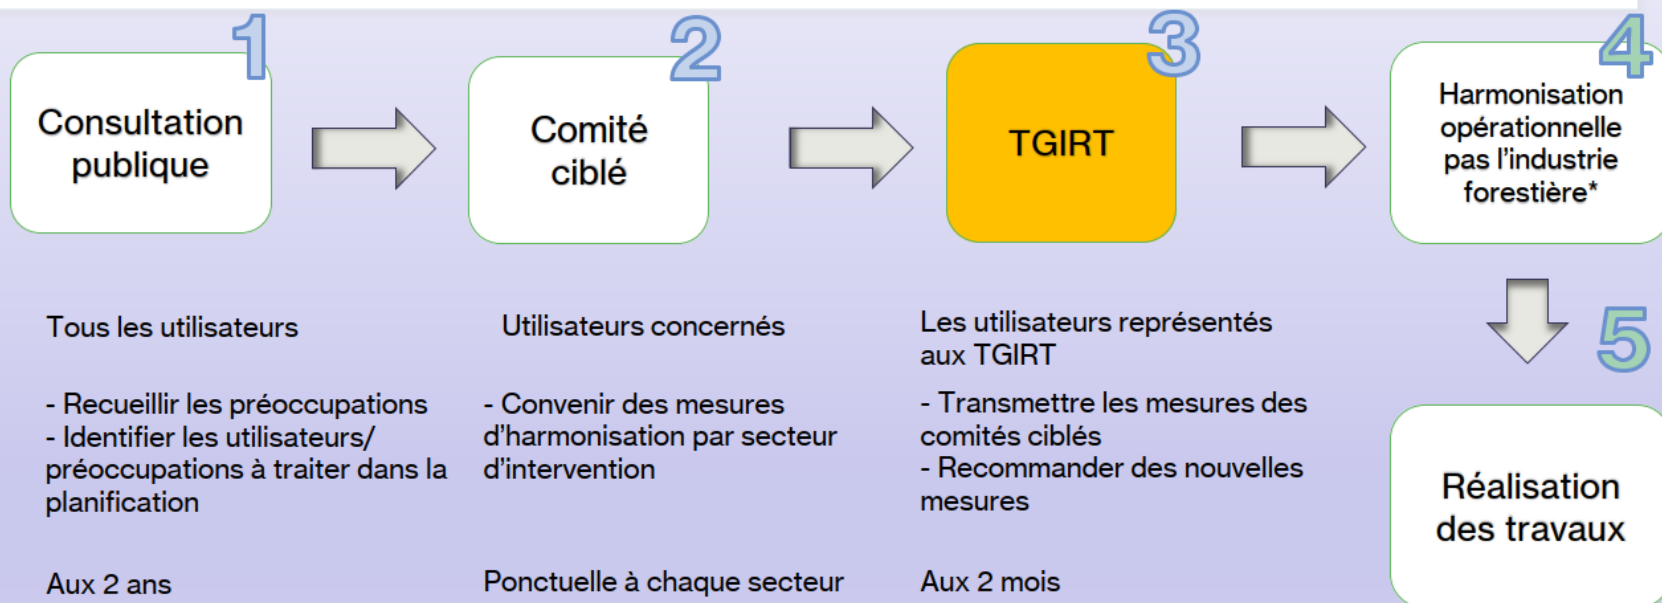 1
Consultation
publique
2
Comité
ciblé
3
TGIRT
4
Harmonisation
opérationnelle
pas l'industrie
forestière*
Tous les utilisateurs
- Recueillir les préoccupations
- Identifier les utilisateurs/
préoccupations à traiter dans la
planification
Aux 2 ans
Utilisateurs concernés
- Convenir des mesures
d'harmonisation par secteur
d'intervention
Ponctuelle à chaque secteur
Les utilisateurs représentés
aux TGIRT
- Transmettre les mesures des
comités ciblés
- Recommander des nouvelles
mesures
Aux 2 mois
5
Réalisation
des travaux